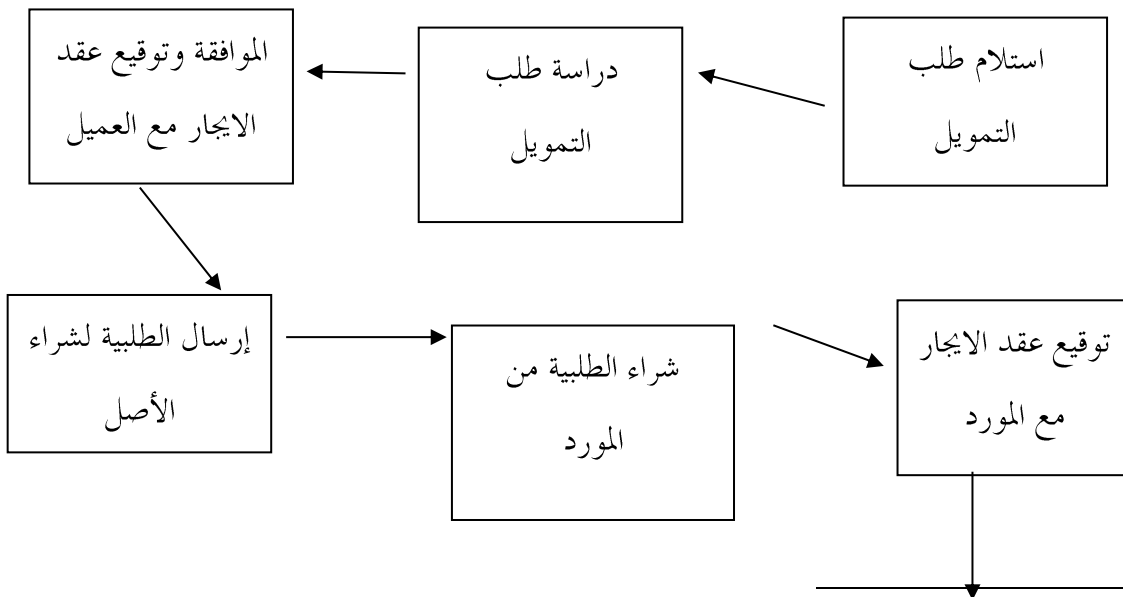 استلام طلب
التمويل
دراسة طلب
التمويل
الموافقة وتوقيع عقد
الايجار مع العميل
إرسال الطلبية لشراء
الأصل
شراء الطلبية من
المورد
توقيع عقد الايجار
مع المورد